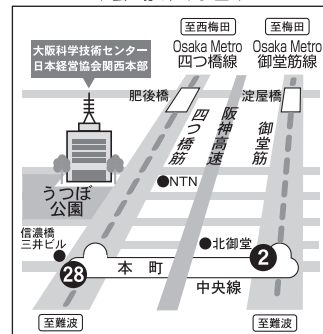 至西梅田
至梅田
大阪科学技術センター
日本経営協会関西本部
Osaka Metro
四つ橋線
Osaka Metro
御堂筋線
肥後橋
淀屋橋
四つ橋筋
阪神高速
御堂筋
うつぼ
公園
NTN
信濃橋
三井ビル
北御堂
2
28
本町
中央線
至難波
至難波